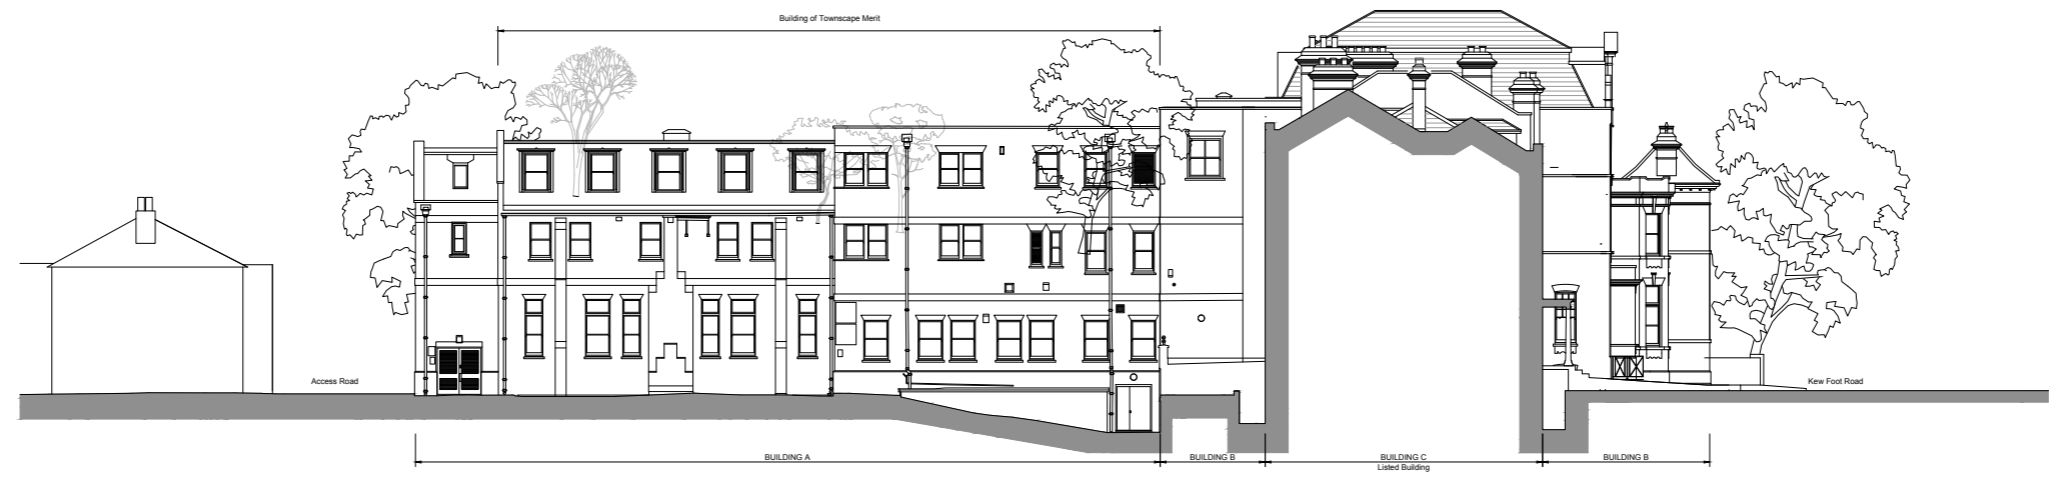 Building of Townscape Merit
Access Road
Kew Foot Road
BUILDING A
BUILDING B
BUILDING C
Listed Building
BUILDING B